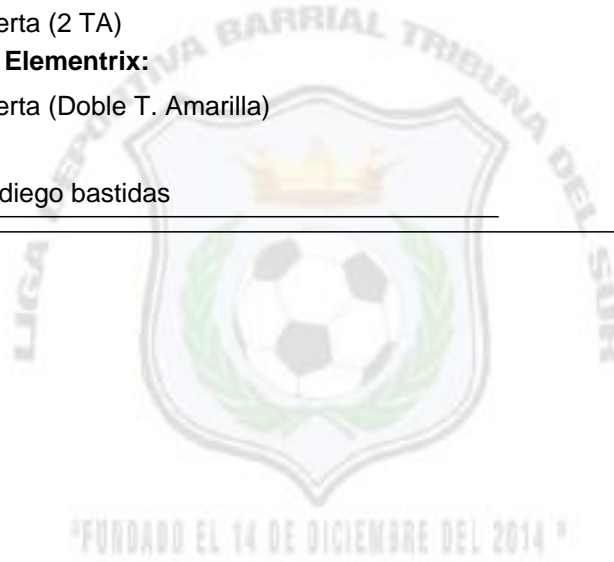 erta (2 TA)
Elementrix:
erta (Doble T. Amarilla)
diego bastidas
LIGA DEPORTIVA BARRIAL TRIBUNA DEL SUR
"FUNDADO EL 14 DE DICIEMBRE DEL 2014 "